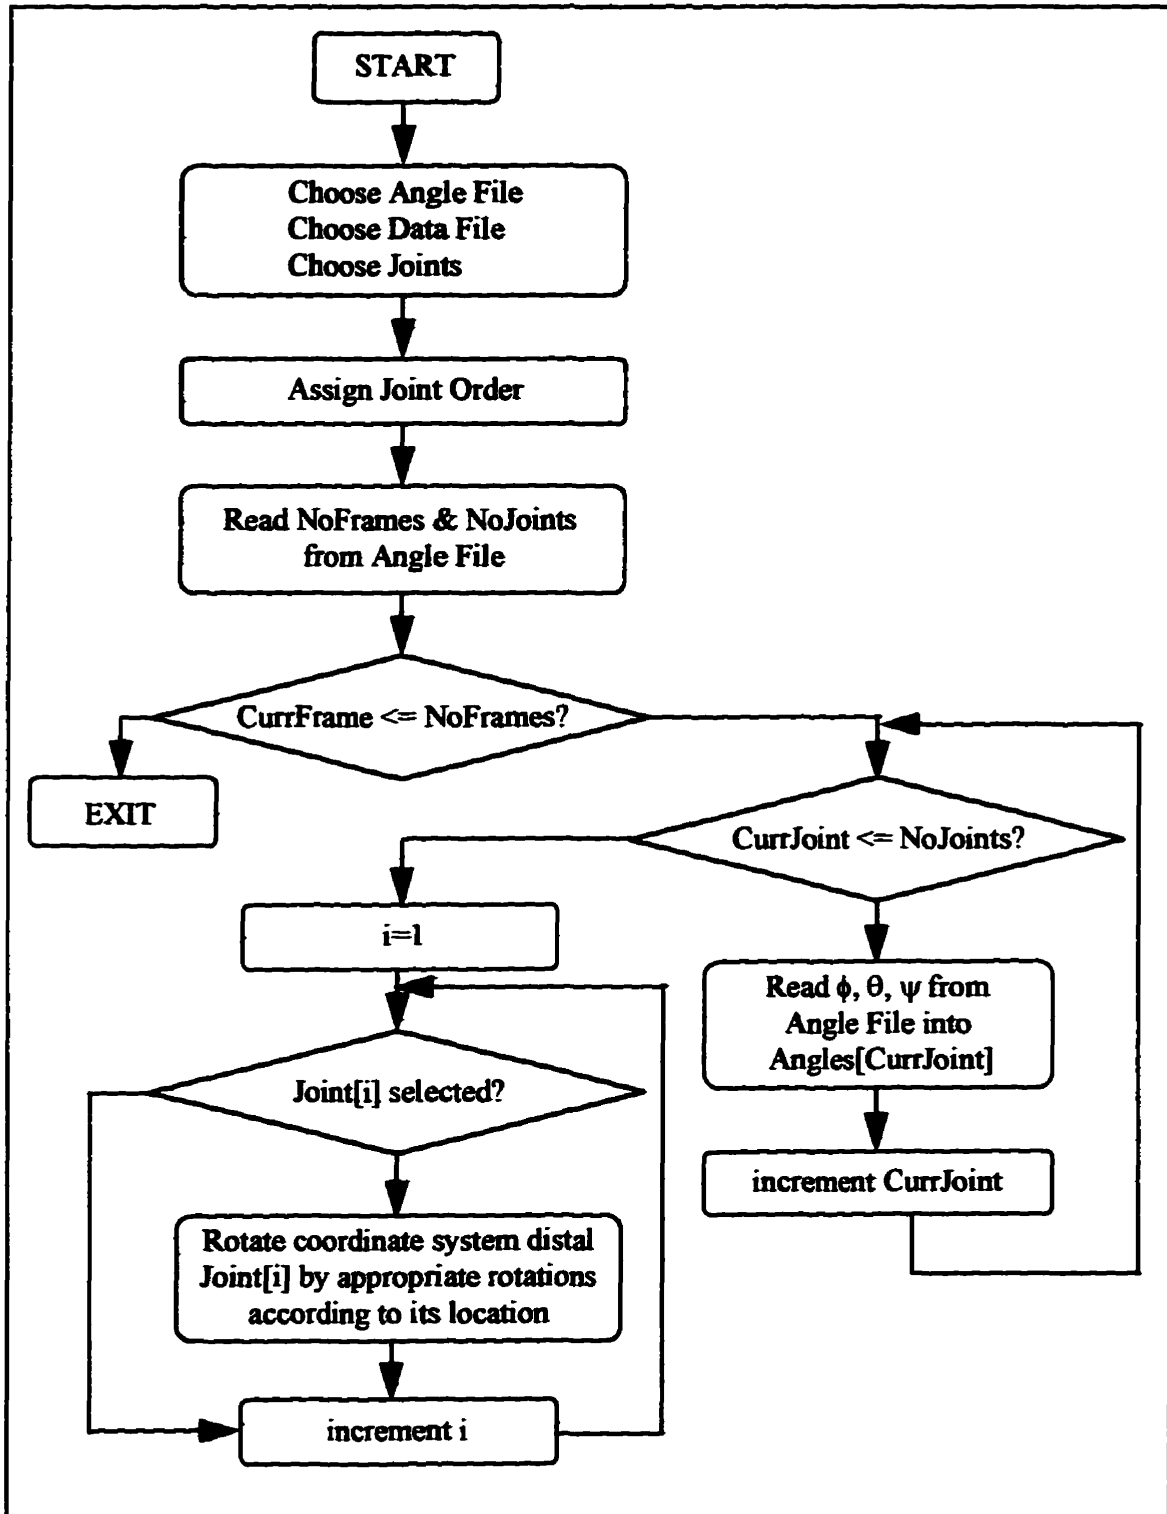 START
Choose Angle File
Choose Data File
Choose Joints
Assign Joint Order
Read NoFrames & NoJoints
from Angle File
CurrFrame <= NoFrames?
EXIT
CurrJoint <= NoJoints?
i=1
Read ϕ, θ, ψ from
Angle File into
Angles[CurrJoint]
Joint[i] selected?
increment CurrJoint
Rotate coordinate system distal
Joint[i] by appropriate rotations
according to its location
increment i